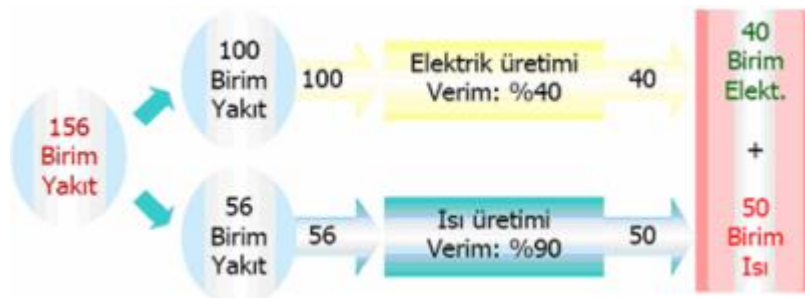 156
Birim
Yakıt
100
Birim
Yakıt
100
Elektrik üretimi
Verim: %40
40
40
Birim
Elekt.
+
56
Birim
Yakıt
56
Isı üretimi
Verim: %90
50
50
Birim
Isı